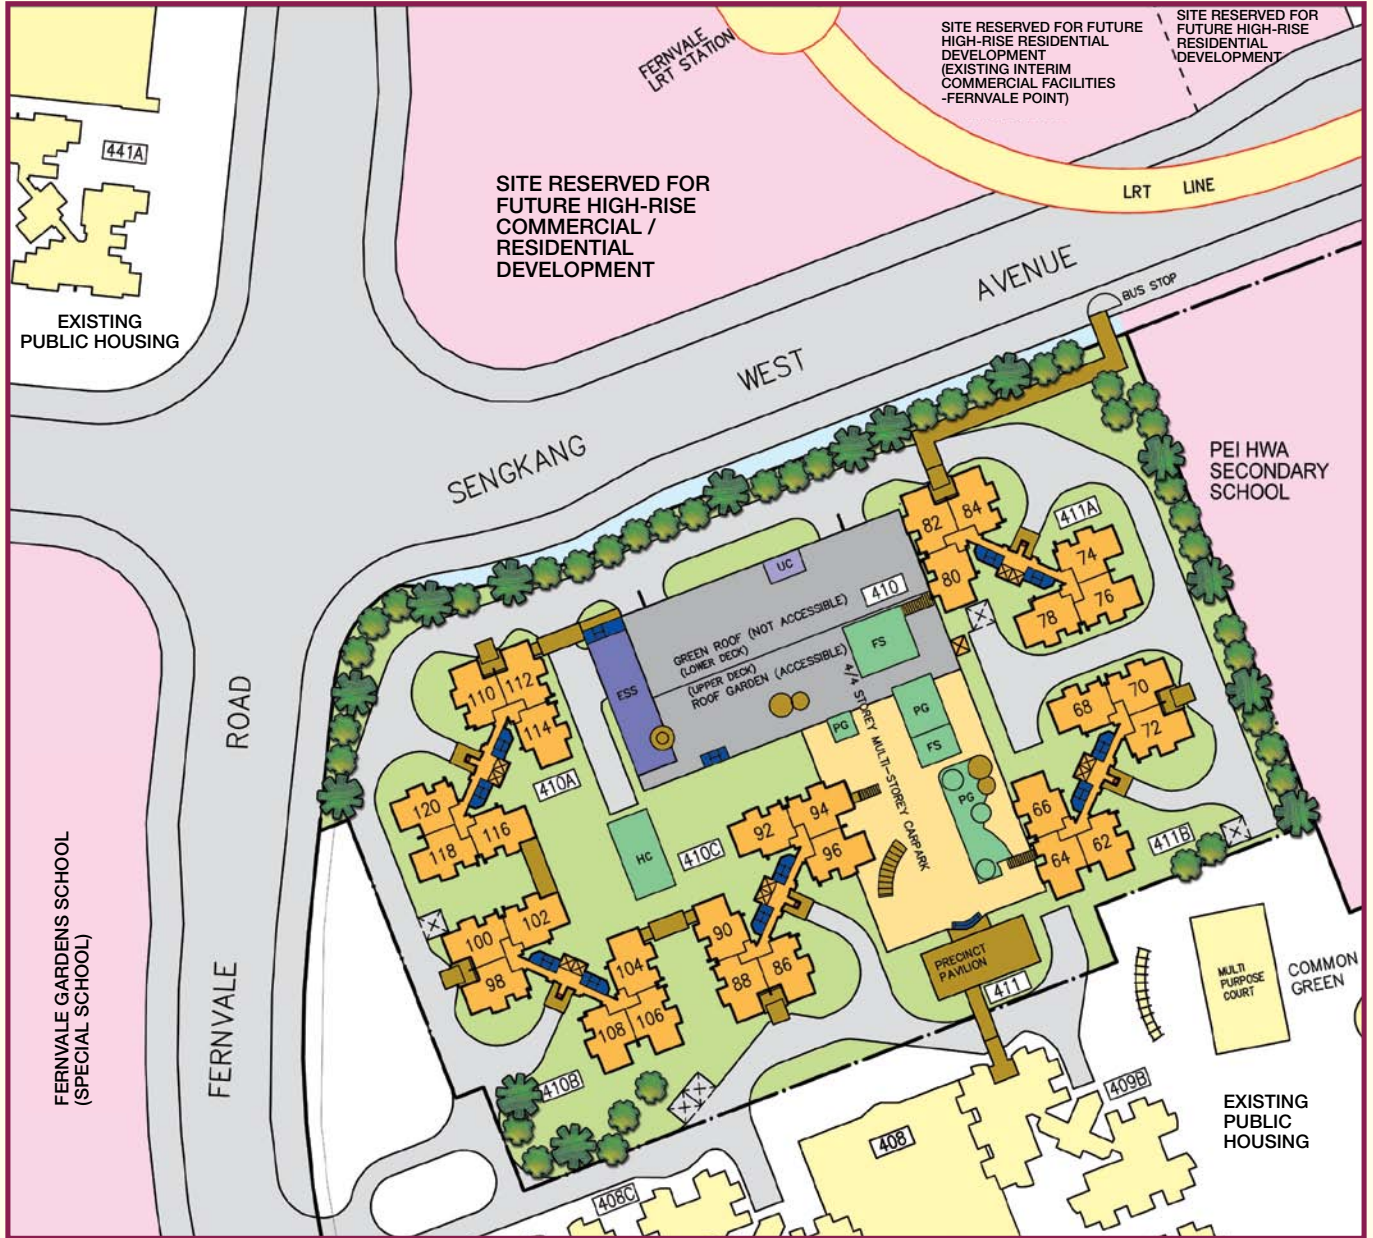 FERNVALE
LRT STATION
SITE RESERVED FOR FUTURE
HIGH-RISE RESIDENTIAL
DEVELOPMENT
(EXISTING INTERIM
COMMERCIAL FACILITIES
-FERNVALE POINT)
SITE RESERVED FOR
FUTURE HIGH-RISE
RESIDENTIAL
DEVELOPMENT
441A
LRT LINE
SITE RESERVED FOR
FUTURE HIGH-RISE
COMMERCIAL /
RESIDENTIAL
DEVELOPMENT
EXISTING
PUBLIC HOUSING
SENGKANG WEST AVENUE
BUS STOP
PEI HWA
SECONDARY
SCHOOL
82
84
80
411A
74
76
78
UC
410
GREEN ROOF (NOT ACCESSIBLE)
(LOWER DECK)
(UPPER DECK)
ROOF GARDEN (ACCESSIBLE)
FS
ESS
4/4 STOREY MULTI-STOREY CARPARK
PG
PG
FS
PG
110
112
114
410A
120
116
118
68
70
72
66
64
62
411B
HC
410C
92
94
96
90
88
86
100
102
98
104
108
106
410B
PRECINCT
PAVILION
411
MULTI
PURPOSE
COURT
COMMON
GREEN
FERNVALE ROAD
FERNVALE GARDENS SCHOOL
(SPECIAL SCHOOL)
409B
408
408C
EXISTING
PUBLIC
HOUSING